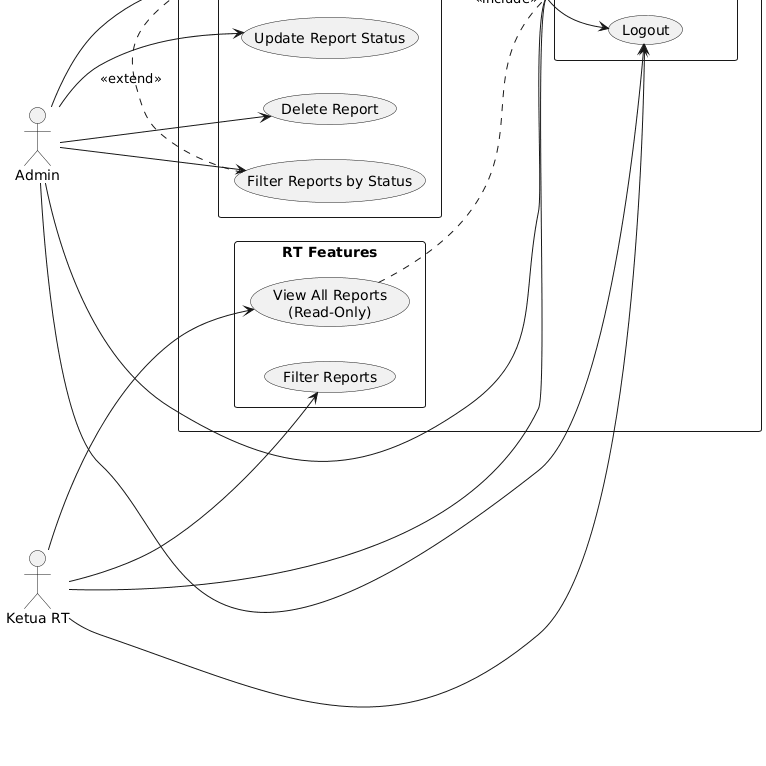 «include»
Logout
Update Report Status
«extend»
Delete Report
Admin
Filter Reports by Status
RT Features
View All Reports
(Read-Only)
Filter Reports
Ketua RT